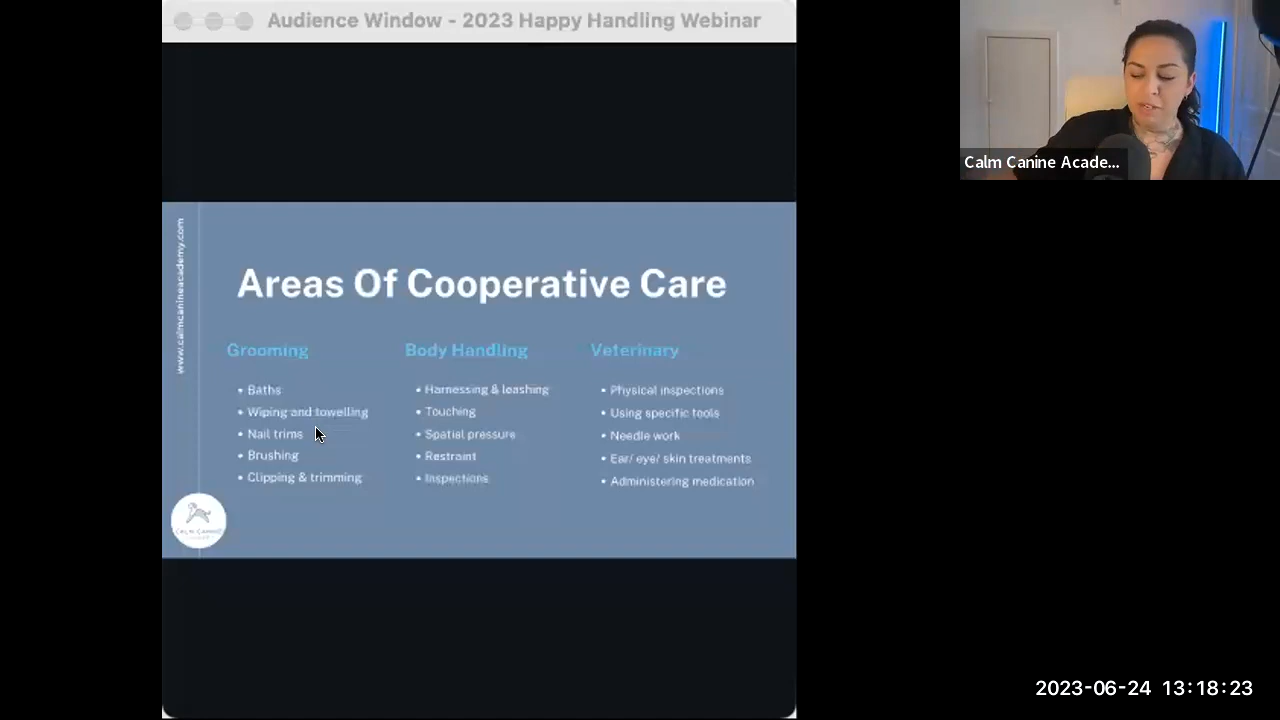 Audience Window - 2023 Happy Handling Webinar
Calm Canine Acade...
www.calmcanineacademy.com
Areas Of Cooperative Care
Grooming
• Baths
• Wiping and towelling
• Nail trims
• Brushing
• Clipping & trimming
Body Handling
• Harnessing & leashing
• Touching
• Spatial pressure
• Restraint
• Inspections
Veterinary
• Physical inspections
• Using specific tools
• Needle work
• Ear/ eye/ skin treatments
• Administering medication
CALM CANINE
2023-06-24 13:18:23